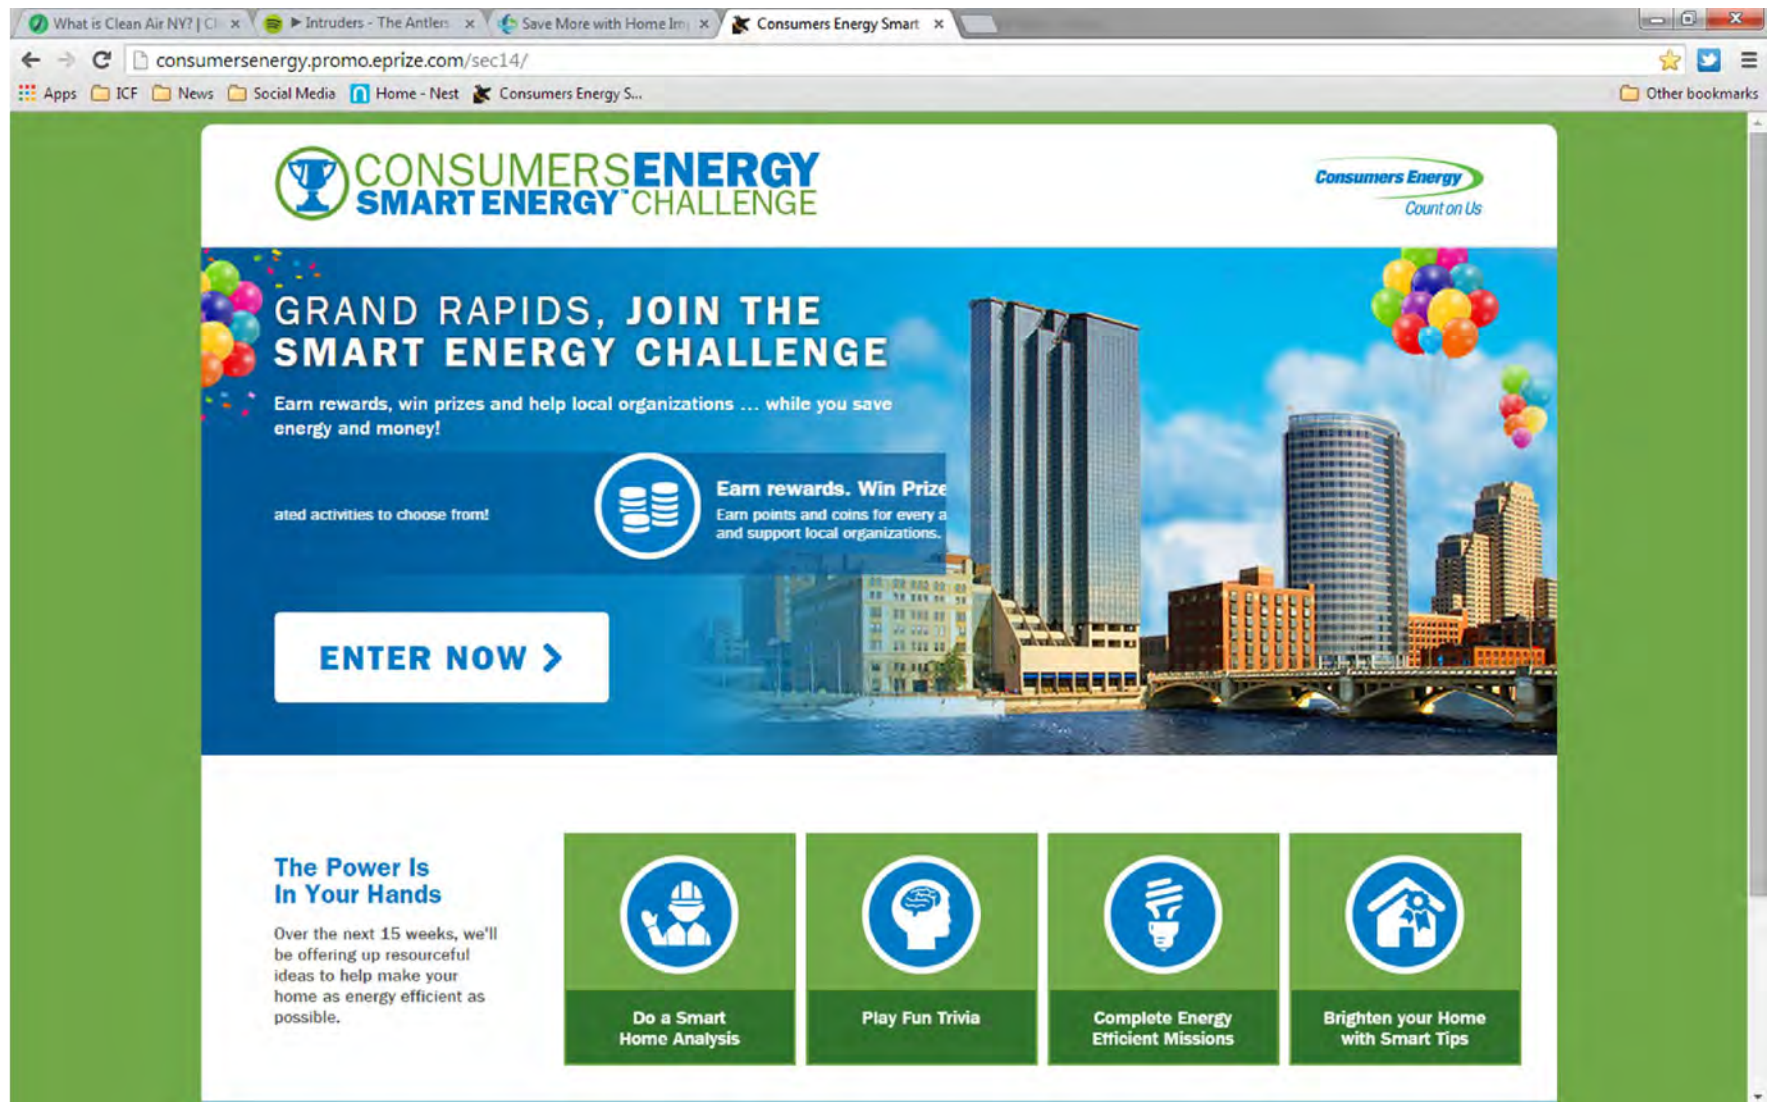 What is Clean Air NY? | Cl
Intruders - The Antlers
Save More with Home Im
Consumers Energy Smart
consumersenergy.promo.eprize.com/sec14/
Apps
ICF
News
Social Media
Home - Nest
Consumers Energy S...
Other bookmarks
CONSUMERSENERGY
SMART ENERGY™CHALLENGE
Consumers Energy
Count on Us
GRAND RAPIDS, JOIN THE
SMART ENERGY CHALLENGE
Earn rewards, win prizes and help local organizations ... while you save
energy and money!
ated activities to choose from!
Earn rewards. Win Prize
Earn points and coins for every a
and support local organizations.
ENTER NOW
The Power Is
In Your Hands
Over the next 15 weeks, we'll
be offering up resourceful
ideas to help make your
home as energy efficient as
possible.
Do a Smart
Home Analysis
Play Fun Trivia
Complete Energy
Efficient Missions
Brighten your Home
with Smart Tips